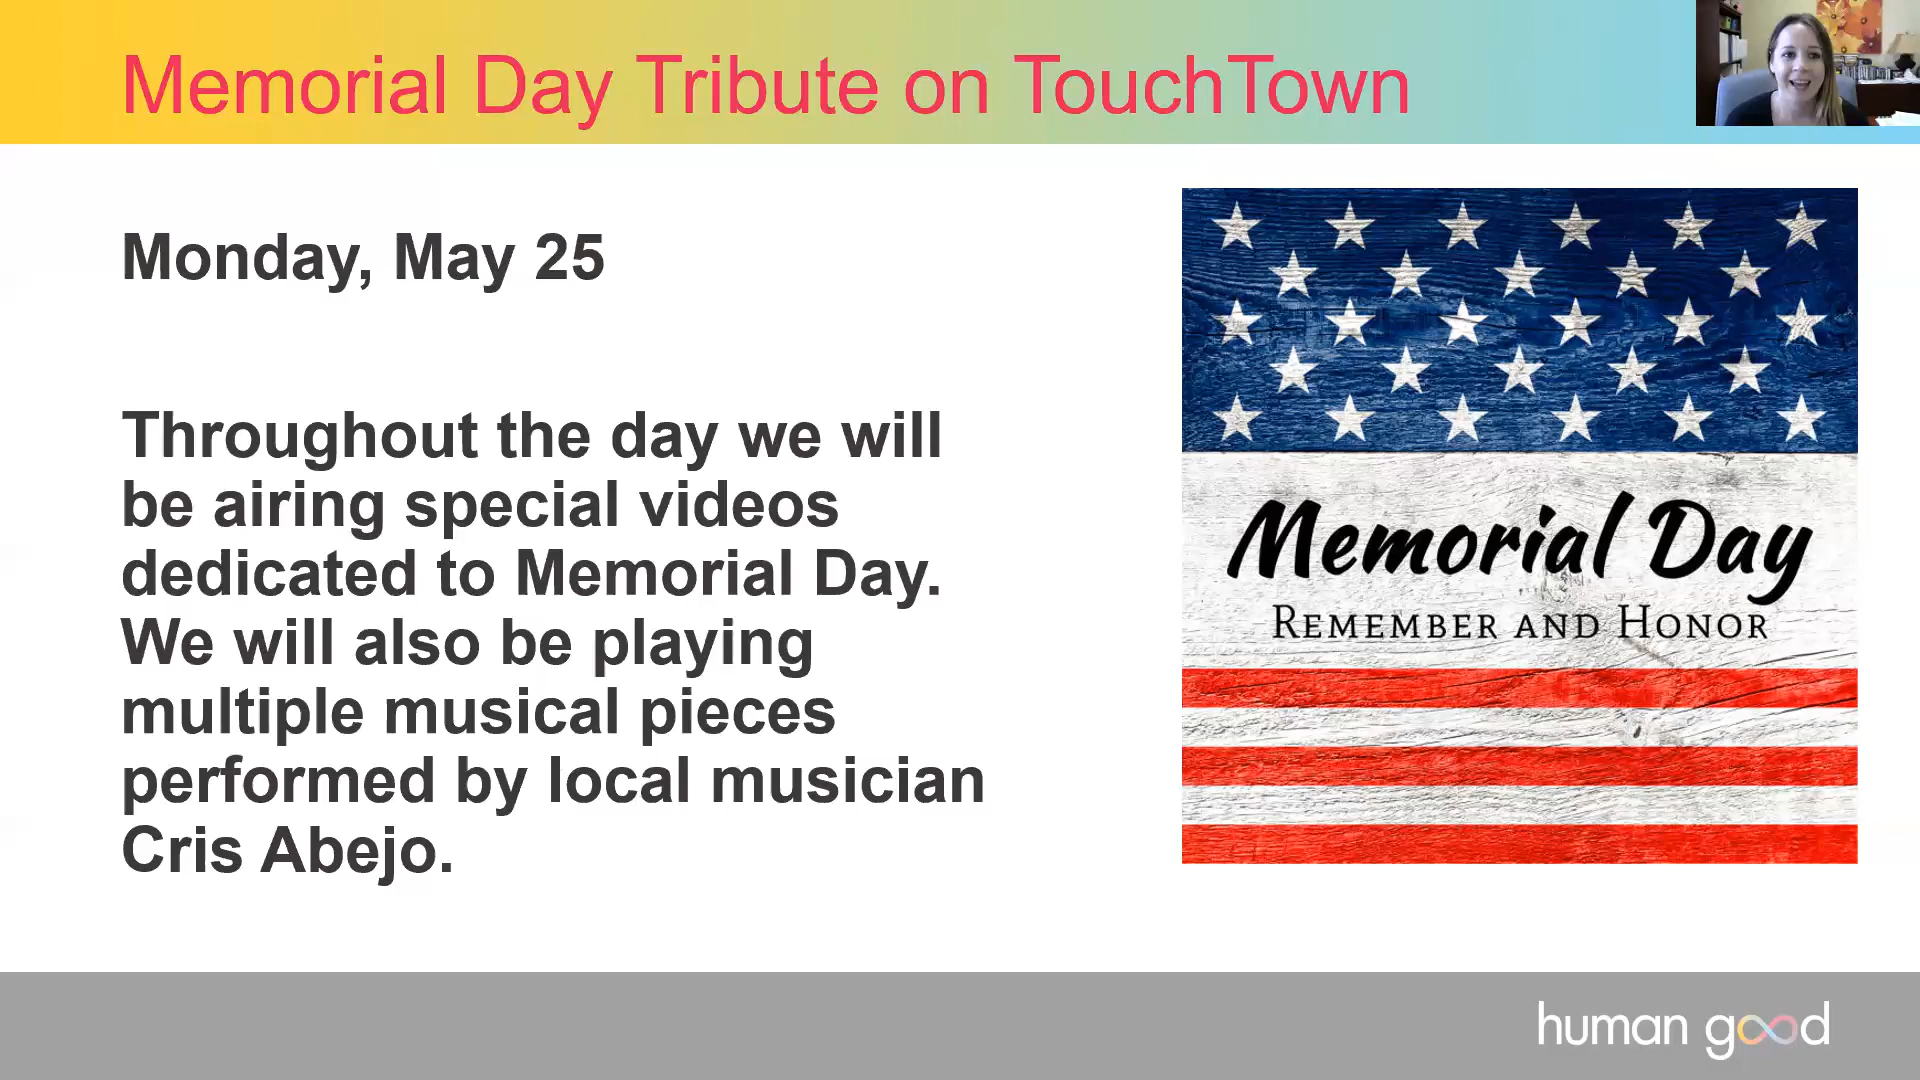 Memorial Day Tribute on TouchTown
Monday, May 25
Throughout the day we will
be airing special videos
dedicated to Memorial Day.
We will also be playing
multiple musical pieces
performed by local musician
Cris Abejo.
Memorial Day
Remember and Honor
human good